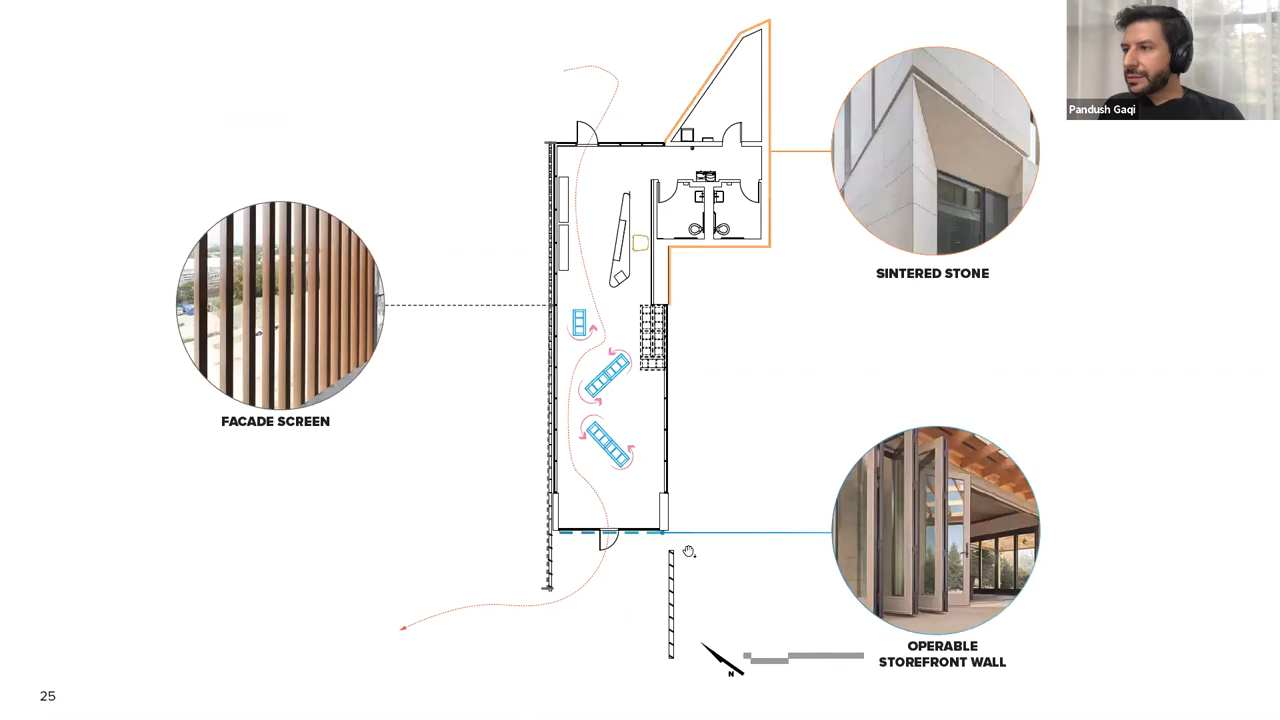 Pandush Gaqi
SINTERED STONE
FACADE SCREEN
OPERABLE
STOREFRONT WALL
N
25